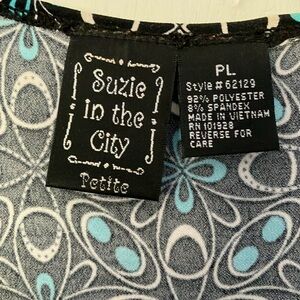 Suzie
in the
City
Petite
PL
Style # 62129
92% POLYESTER
8% SPANDEX
MADE IN VIETNAM
RN 101928
REVERSE FOR
CARE